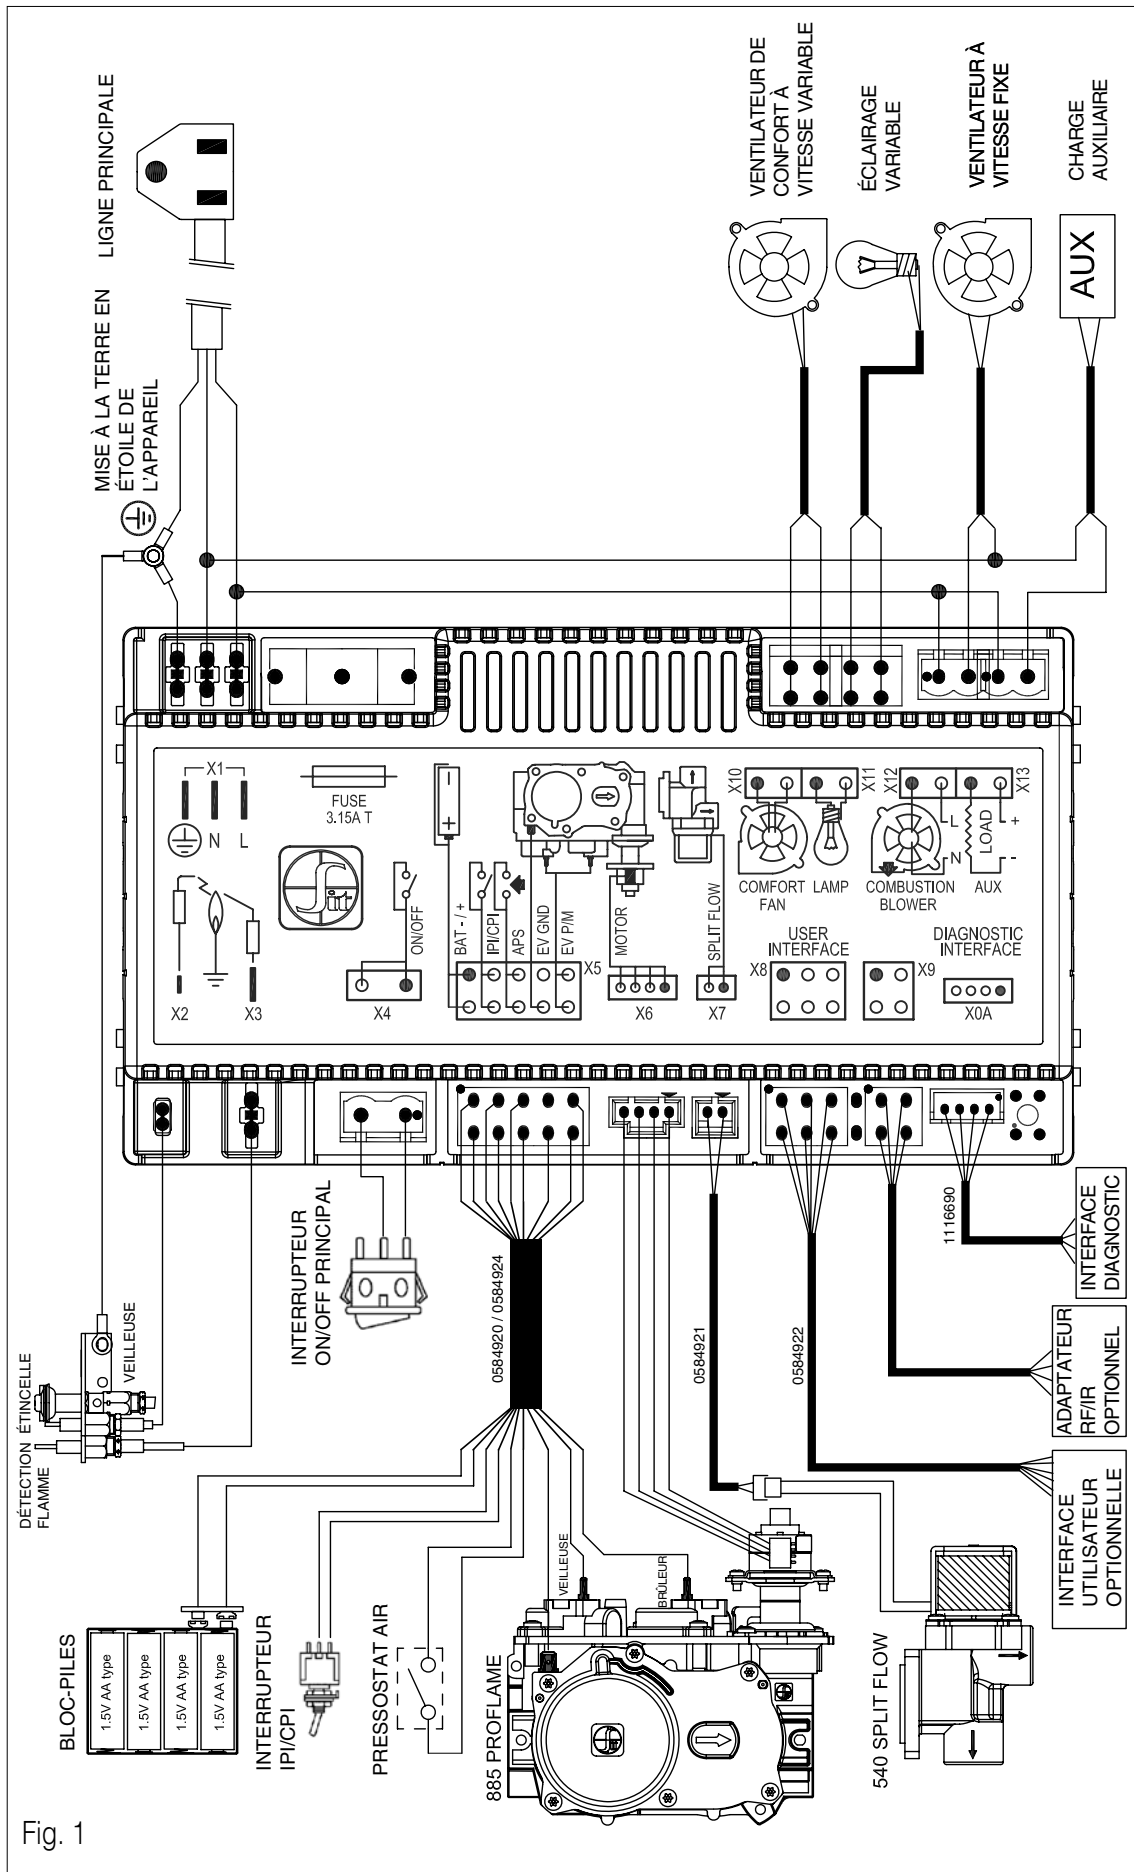 LIGNE PRINCIPALE
MISE À LA TERRE EN
ÉTOILE DE
L'APPAREIL
VENTILATEUR DE
CONFORT À
VITESSE VARIABLE
ÉCLAIRAGE
VARIABLE
VENTILATEUR À
VITESSE FIXE
CHARGE
AUXILIAIRE
AUX
X1
N
L
FUSE
3.15A T
Sit
X2
X3
ON/OFF
X4
BAT - / +
IPI/CPI
APS
EV GND
EV P/M
X5
- +
MOTOR
X6
SPLIT FLOW
X7
X10
X11
X12
X13
COMFORT
FAN
LAMP
COMBUSTION
BLOWER
L
N
LOAD
+
-
AUX
USER
INTERFACE
X8
X9
DIAGNOSTIC
INTERFACE
X0A
DÉTECTION
FLAMME
ÉTINCELLE
VEILLEUSE
INTERRUPTEUR
ON/OFF PRINCIPAL
0584920 / 0584924
0584921
0584922
1116690
INTERFACE
DIAGNOSTIC
ADAPTATEUR
RF/IR
OPTIONNEL
INTERFACE
UTILISATEUR
OPTIONNELLE
BLOC-PILES
1.5V AA type
1.5V AA type
1.5V AA type
1.5V AA type
INTERRUPTEUR
IPI/CPI
PRESSOSTAT AIR
885 PROFLAME
VEILLEUSE
BRÛLEUR
540 SPLIT FLOW
Fig. 1